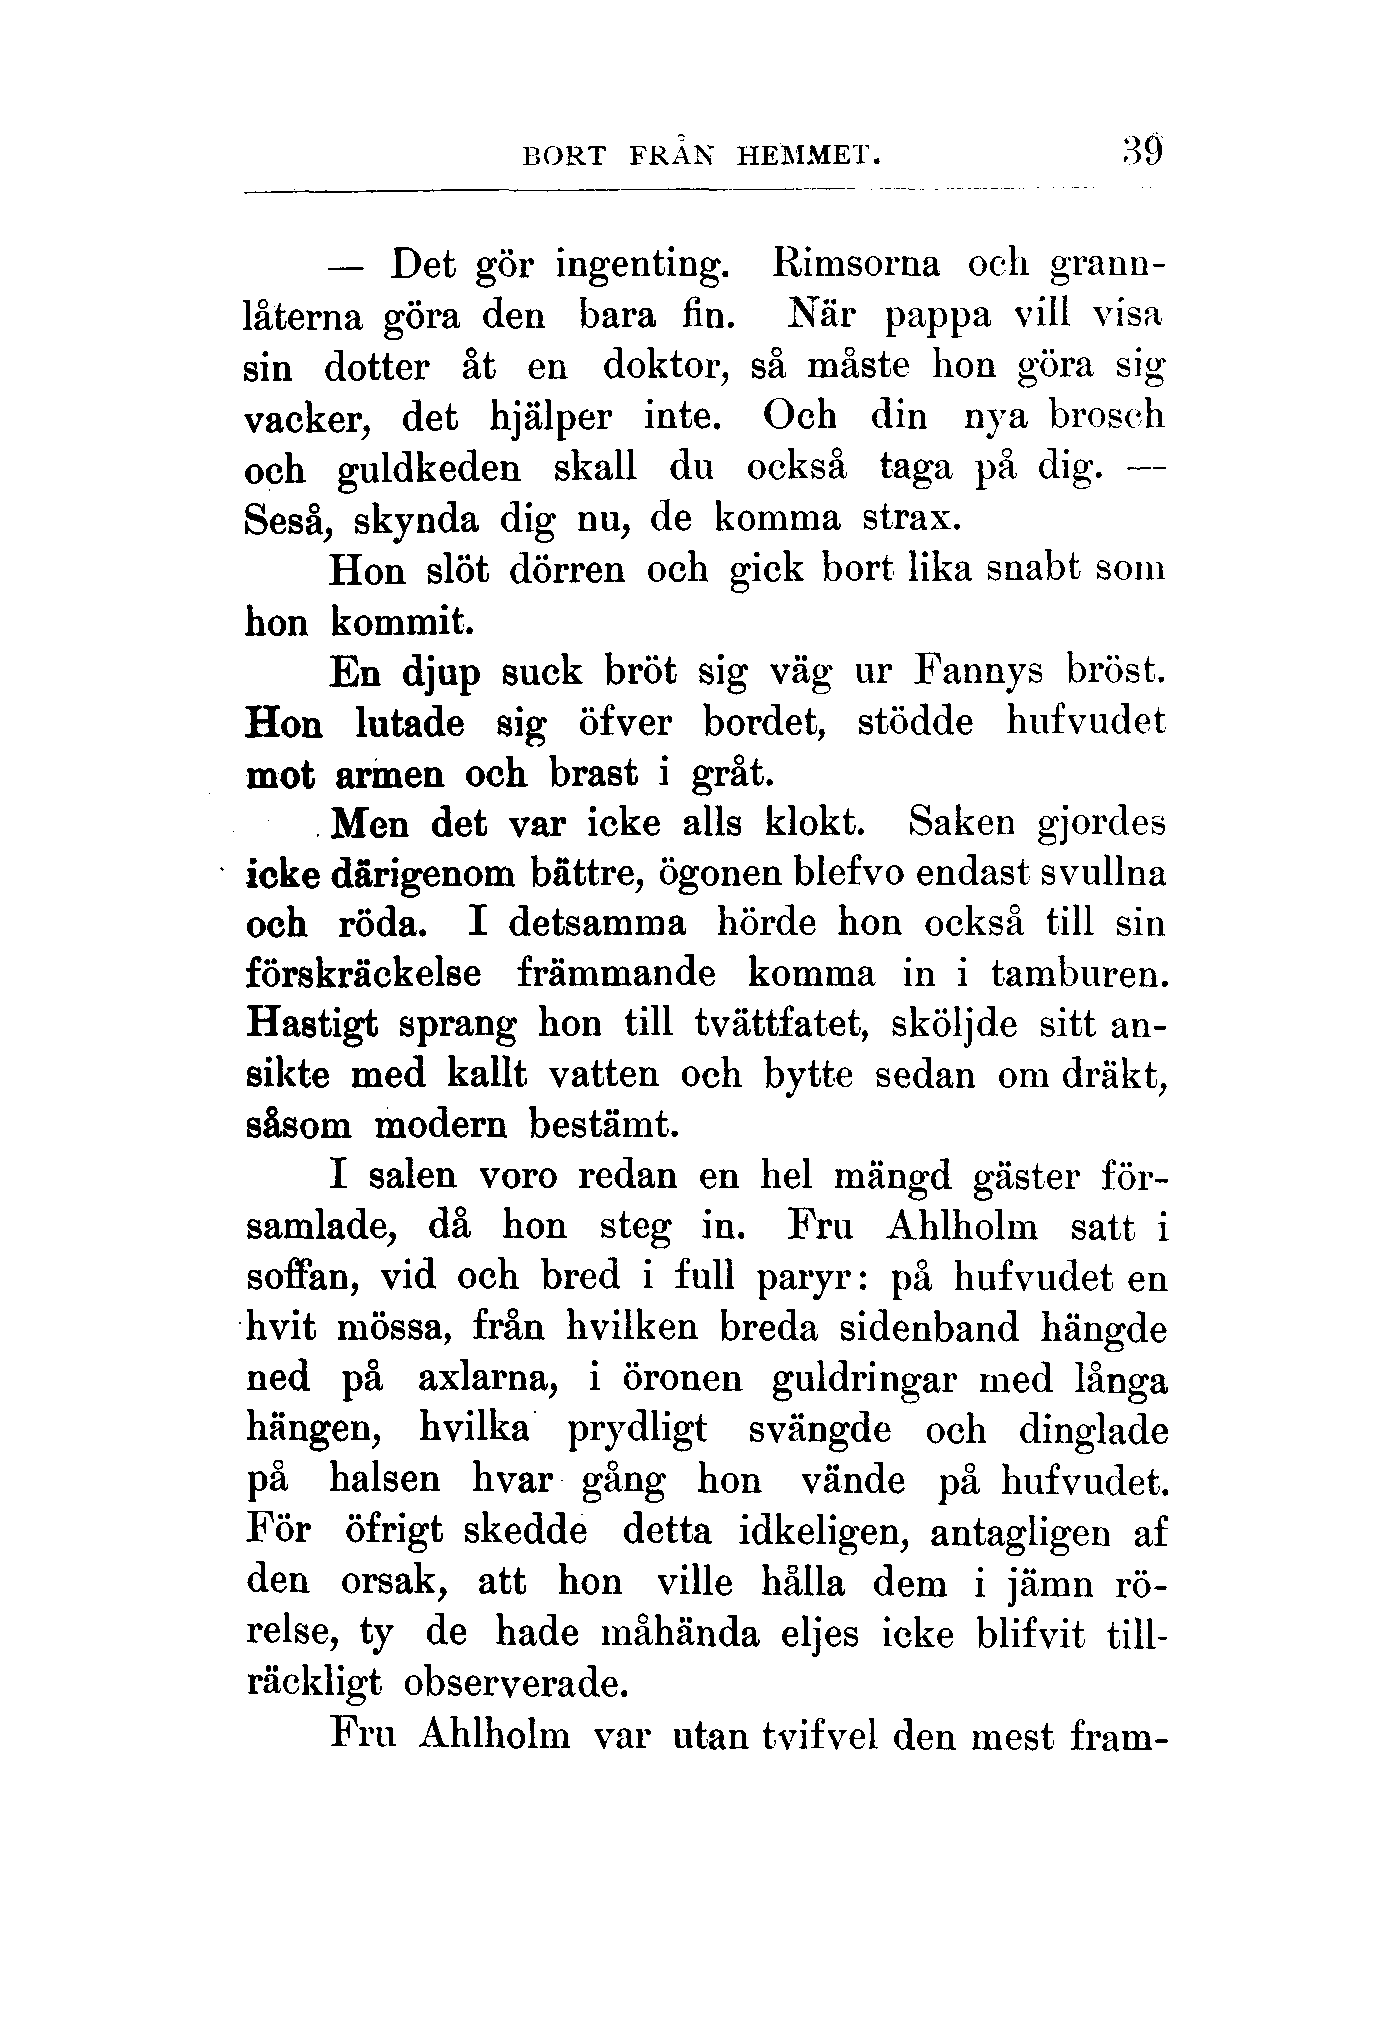 BORT FRÅN HEMMET. 39
— Det gör ingenting. Rimsorna och grann-
låterna göra den bara fin. När pappa vill visa
sin dotter åt en doktor, så måste hon göra sig
vacker, det hjälper inte. Och din nya brosch
och guldkeden skall du också taga på dig. —
Seså, skynda dig nu, de komma strax.
Hon slöt dörren och gick bort lika snabt som
hon kommit.
En djup suck bröt sig väg ur Fannys bröst.
Hon lutade sig öfver bordet, stödde hufvudet
mot armen och brast i gråt.
Men det var icke alls klokt. Saken gjordes
icke därigenom bättre, ögonen blefvo endast svullna
och röda. I detsamma hörde hon också till sin
förskräckelse främmande komma in i tamburen.
Hastigt sprang hon till tvättfatet, sköljde sitt an-
sikte med kallt vatten och bytte sedan om dräkt,
såsom modern bestämt.
I salen voro redan en hel mängd gäster för-
samlade, då hon steg in. Fru Ahlholm satt i
soffan, vid och bred i full paryr: på hufvudet en
hvit mössa, från hvilken breda sidenband hängde
ned på axlarna, i öronen guldringar med långa
hängen, hvilka prydligt svängde och dinglade
på halsen hvar gång hon vände på hufvudet.
För öfrigt skedde detta idkeligen, antagligen af
den orsak, att hon ville hålla dem i jämn rö-
relse, ty de hade måhända eljes icke blifvit till-
räckligt observerade.
Fru Ahlholm var utan tvifvel den mest fram-